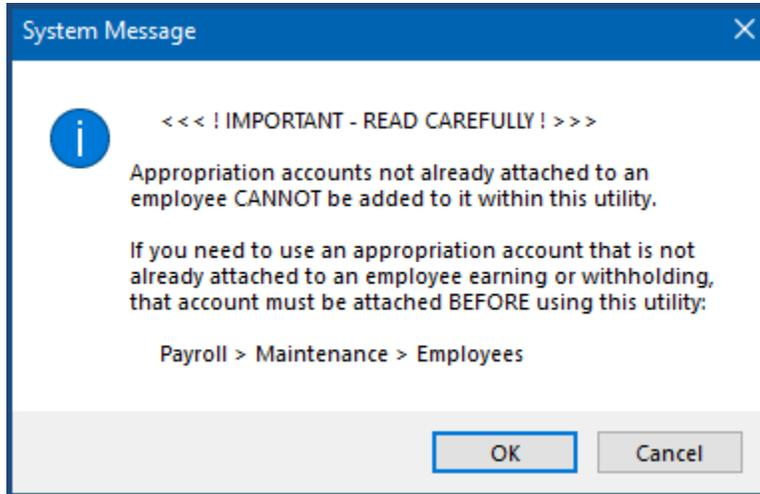 System Message
<<< ! IMPORTANT - READ CAREFULLY ! >>>
Appropriation accounts not already attached to an
employee CANNOT be added to it within this utility.
If you need to use an appropriation account that is not
already attached to an employee earning or withholding,
that account must be attached BEFORE using this utility:
Payroll > Maintenance > Employees
OK
Cancel